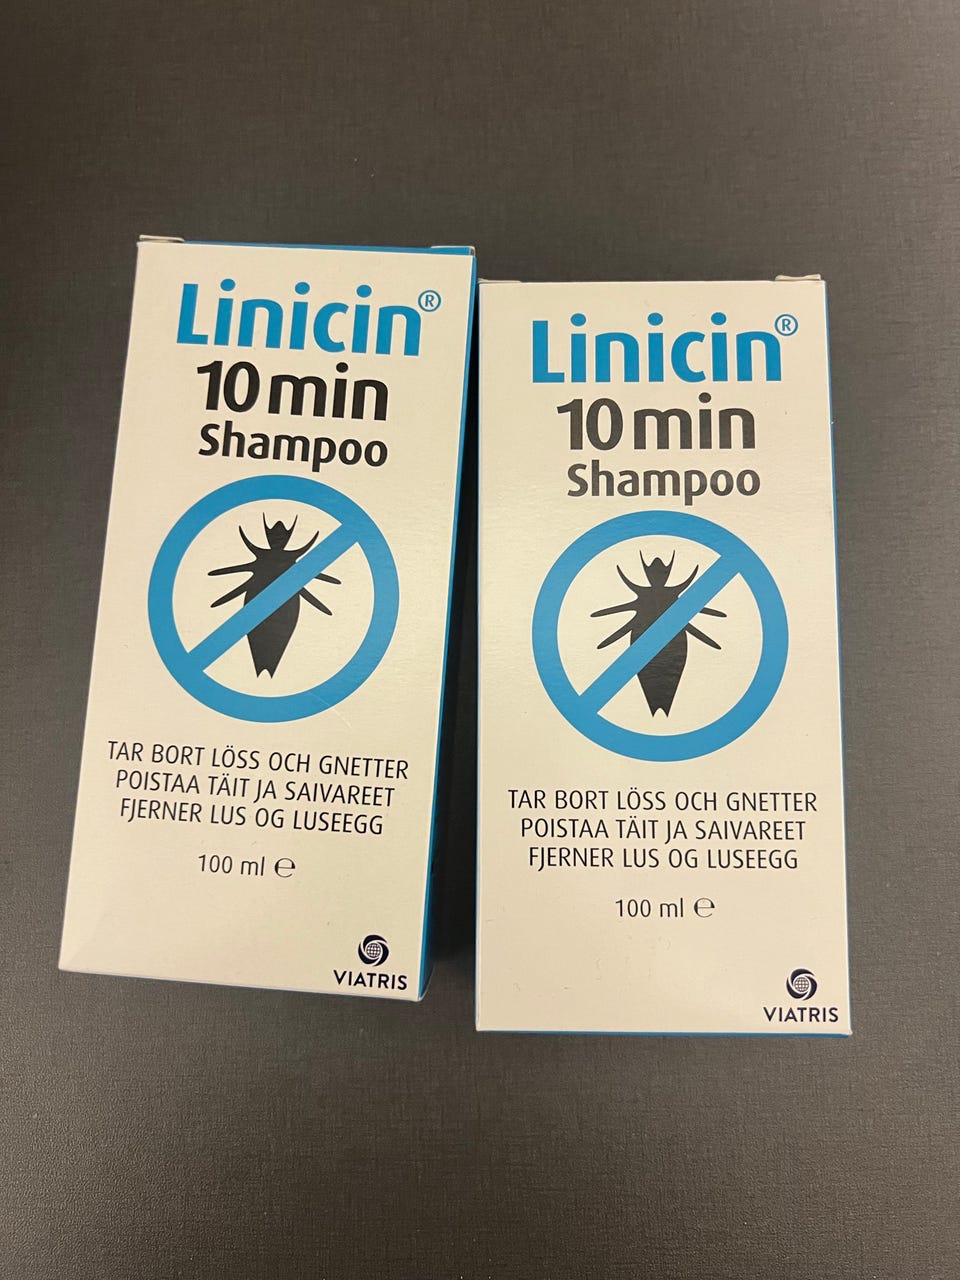 Linicin®
10 min
Shampoo
TAR BORT LÖSS OCH GNETTER
POISTAA TÄIT JA SAIVAREET
FJERNER LUS OG LUSEEGG
100 ml ℮
VIATRIS
Linicin®
10 min
Shampoo
TAR BORT LÖSS OCH GNETTER
POISTAA TÄIT JA SAIVAREET
FJERNER LUS OG LUSEEGG
100 ml ℮
VIATRIS